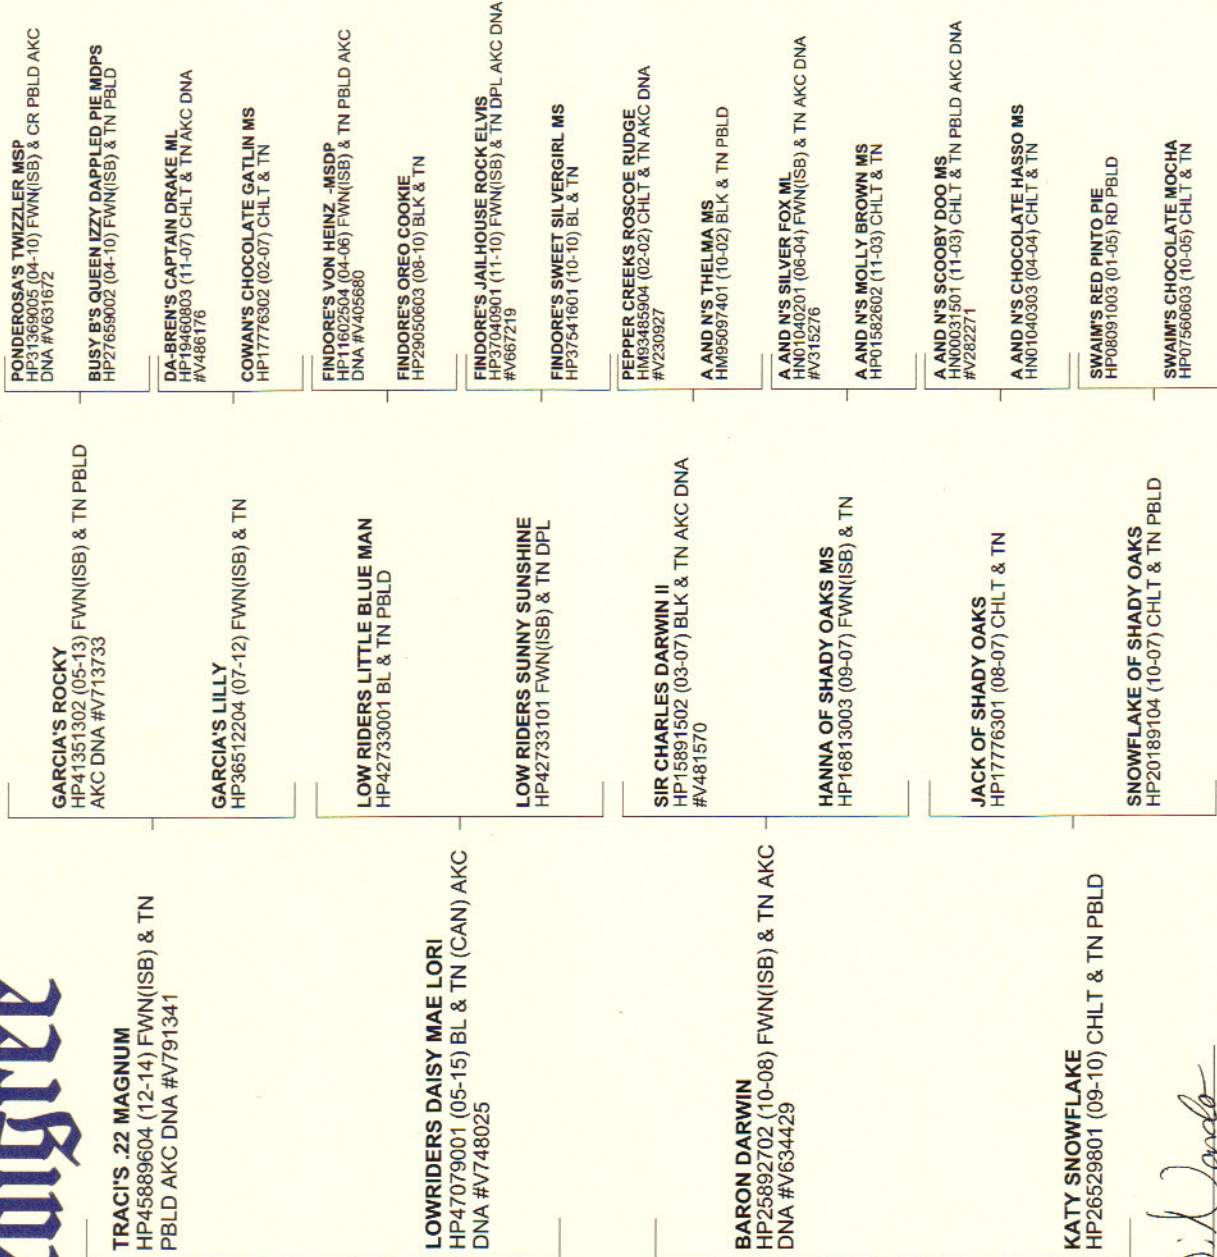 TRACI'S .22 MAGNUM
HP45889604 (12-14) FWN(ISB) & TN
PBLD AKC DNA #V791341
LOWRIDERS DAISY MAE LORI
HP47079001 (05-15) BL & TN (CAN) AKC
DNA #V748025
BARON DARWIN
HP25892702 (10-08) FWN(ISB) & TN AKC
DNA #V634429
KATY SNOWFLAKE
HP26529801 (09-10) CHLT & TN PBLD
GARCIA'S ROCKY
HP41351302 (05-13) FWN(ISB) & TN PBLD
AKC DNA #V713733
GARCIA'S LILLY
HP36512204 (07-12) FWN(ISB) & TN
LOW RIDERS LITTLE BLUE MAN
HP42733001 BL & TN PBLD
LOW RIDERS SUNNY SUNSHINE
HP42733101 FWN(ISB) & TN DPL
SIR CHARLES DARWIN II
HP15891502 (03-07) BLK & TN AKC DNA
#V481570
HANNA OF SHADY OAKS MS
HP16813003 (09-07) FWN(ISB) & TN
JACK OF SHADY OAKS
HP17776301 (08-07) CHLT & TN
SNOWFLAKE OF SHADY OAKS
HP20189104 (10-07) CHLT & TN PBLD
PONDEROSA'S TWIZZLER MSP
HP31369005 (04-10) FWN(ISB) & CR PBLD AKC
DNA #V631672
BUSY B'S QUEEN IZZY DAPPLED PIE MDPS
HP27659002 (04-10) FWN(ISB) & TN PBLD
DA-BREN'S CAPTAIN DRAKE ML
HP19460803 (11-07) CHLT & TN AKC DNA
#V486176
COWAN'S CHOCOLATE GATLIN MS
HP17776302 (02-07) CHLT & TN
FINDORE'S VON HEINZ -MSDP
HP11602504 (04-06) FWN(ISB) & TN PBLD AKC
DNA #V405680
FINDORE'S OREO COOKIE
HP29050603 (08-10) BLK & TN
FINDORE'S JAILHOUSE ROCK ELVIS
HP37040901 (11-10) FWN(ISB) & TN DPL AKC DNA
#V667219
FINDORE'S SWEET SILVERGIRL MS
HP37541601 (10-10) BL & TN
PEPPER CREEKS ROSCOE RUDGE
HM93485904 (02-02) CHLT & TN AKC DNA
#V230927
A AND N'S THELMA MS
HM95097401 (10-02) BLK & TN PBLD
A AND N'S SILVER FOX ML
HN01040201 (06-04) FWN(ISB) & TN AKC DNA
#V315276
A AND N'S MOLLY BROWN MS
HP01582602 (11-03) CHLT & TN
A AND N'S SCOOBY DOO MS
HN00031501 (11-03) CHLT & TN PBLD AKC DNA
#V282271
A AND N'S CHOCOLATE HASSO MS
HN01040303 (04-04) CHLT & TN
SWAIM'S RED PINTO PIE
HP08091003 (01-05) RD PBLD
SWAIM'S CHOCOLATE MOCHA
HP07560603 (10-05) CHLT & TN